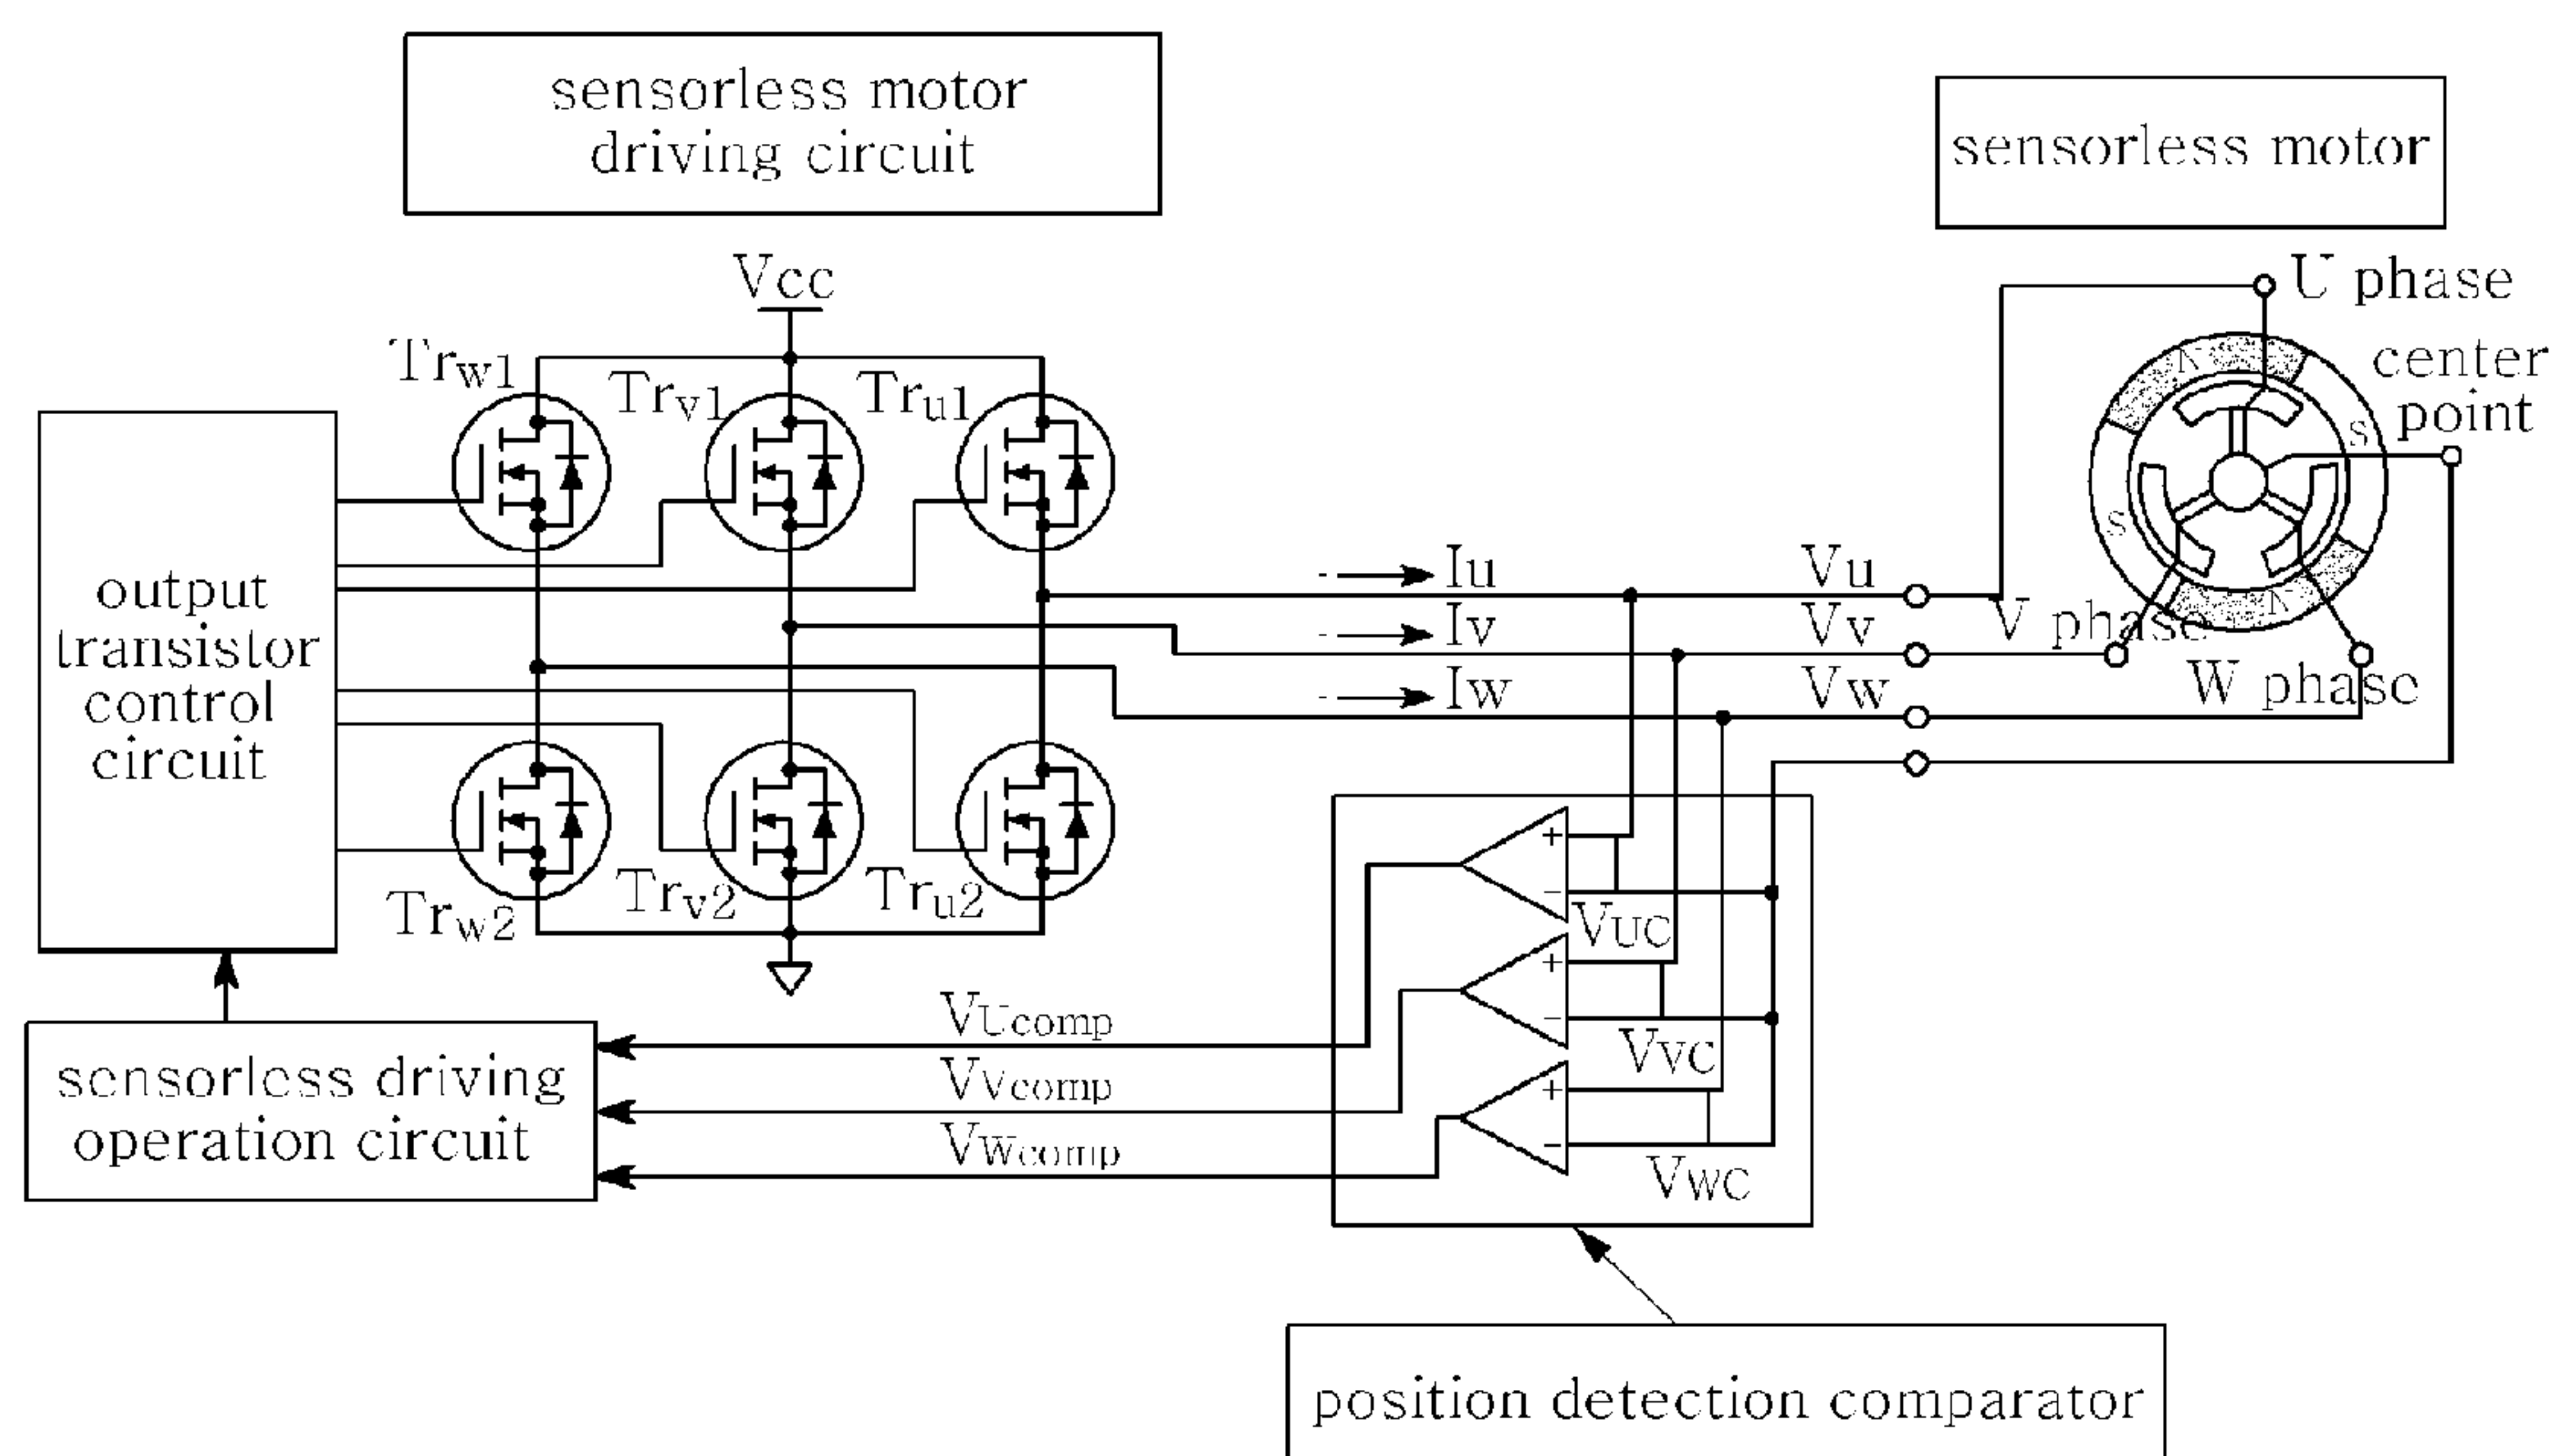 sensorless motor
driving circuit
sensorless motor
Vcc
U phase
center
point
Trw1
Trv1
Tru1
N
S
S
N
output
transistor
control
circuit
Iu
Vu
Iv
Vv
V phase
Iw
Vw
W phase
Trw2
Trv2
Tru2
+
−
VUC
+
−
VVC
+
−
VWC
VUcomp
VVcomp
VWcomp
sensorless driving
operation circuit
position detection comparator